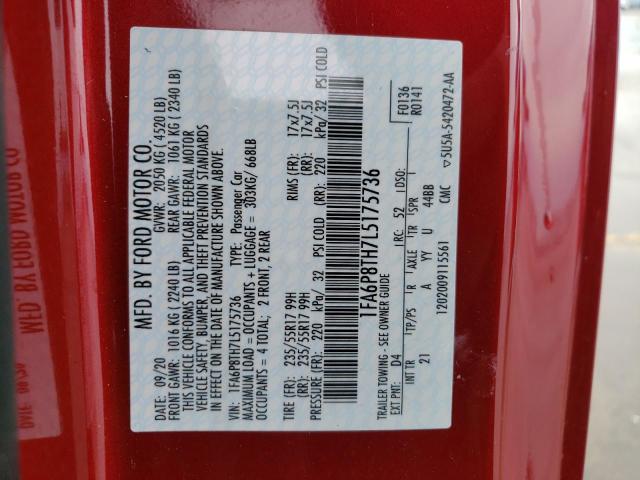 MFD. BY FORD MOTOR CO.
DATE: 09/20 GVWR: 2050 KG ( 4520 LB)
FRONT GAWR: 1016 KG (2240 LB) REAR GAWR: 1061 KG (2340 LB)
THIS VEHICLE CONFORMS TO ALL APPLICABLE FEDERAL MOTOR
VEHICLE SAFETY, BUMPER, AND THEFT PREVENTION STANDARDS
IN EFFECT ON THE DATE OF MANUFACTURE SHOWN ABOVE.
VIN: 1FA6P8TH7L5175736 TYPE: Passenger Car
MAXIMUM LOAD = OCCUPANTS + LUGGAGE = 303KG/ 668LB
OCCUPANTS = 4 TOTAL; 2 FRONT, 2 REAR
TIRE (FR): 235/55R17 99H RIMS (FR): 17x7.5J
(RR): 235/55R17 99H (RR): 17x7.5J
PRESSURE (FR): 220 kPa/ 32 PSI COLD (RR): 220 kPa/ 32 PSI COLD
1FA6P8TH7L5175736
TRAILER TOWING - SEE OWNER GUIDE F0136
EXT PNT: D4 RC: 52 DSO: R0141
INT TR TP/PS R AXLE TR SPR
21 A YY U 44BB
1202009115561 CMC ▽5U5A-5420472-AA